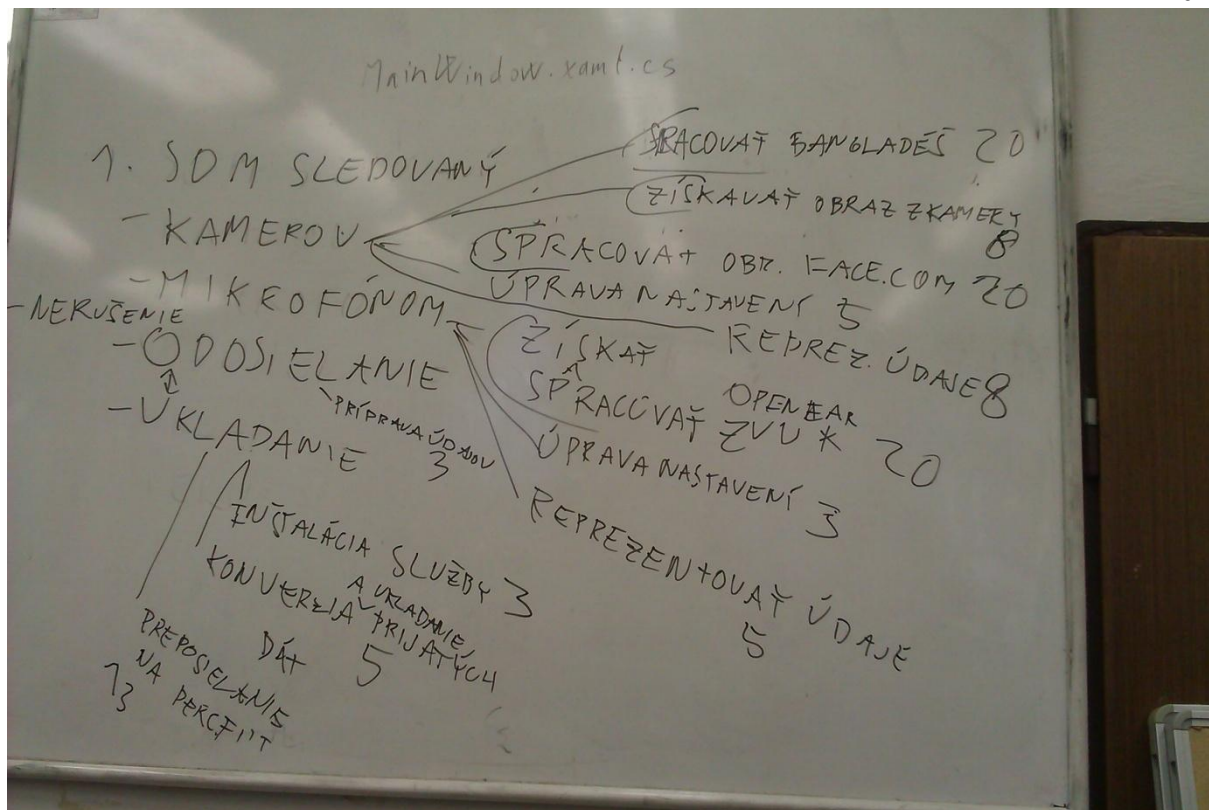 MainWindow.xaml.cs
1. SOM SLEDOVANÝ
- KAMEROU
SPRACOVAŤ BANGLADÉŠ 20
ZÍSKAVAŤ OBRAZ Z KAMERY
8
SPRACOVAŤ OBR. FACE.COM 20
ÚPRAVA NASTAVENÍ 5
REPREZ. ÚDAJE 8
- MIKROFÓNOM
ZÍSKAŤ
A
SPRACOVAŤ ZVUK 20
OPENEAR
ÚPRAVA NASTAVENÍ 3
REPREZENTOVAŤ ÚDAJE
5
- NERUŠENIE
- ODOSIELANIE
PRÍPRAVA ÚDAJOV
3
- UKLADANIE
INŠTALÁCIA SLUŽBY 3
KONVERZIA PRIJATÝCH
A UKLADANIE
DÁT 5
PREPOSIELANIE
NA
13